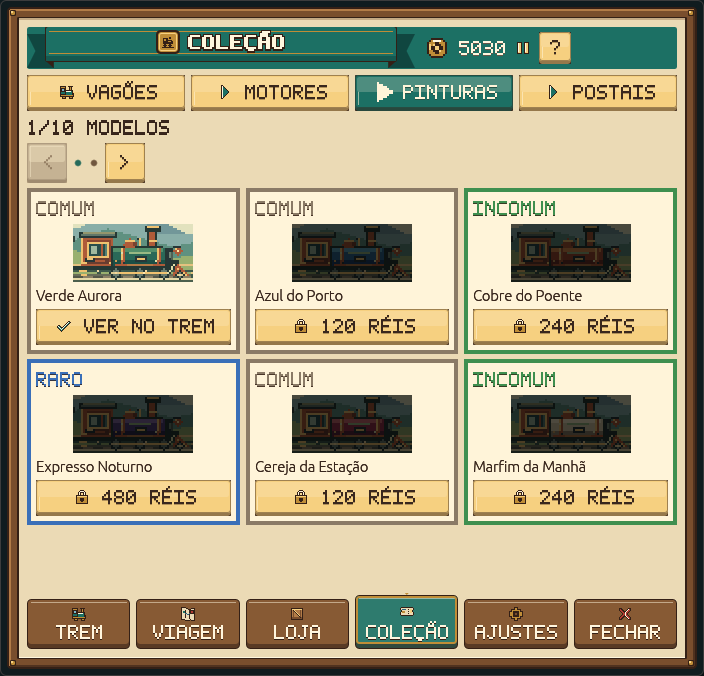 COLEÇÃO
5030
?
VAGÕES
MOTORES
PINTURAS
POSTAIS
1/10 MODELOS
< >
COMUM
Verde Aurora
VER NO TREM
COMUM
Azul do Porto
120 RÉIS
INCOMUM
Cobre do Poente
240 RÉIS
RARO
Expresso Noturno
480 RÉIS
COMUM
Cereja da Estação
120 RÉIS
INCOMUM
Marfim da Manhã
240 RÉIS
TREM
VIAGEM
LOJA
COLEÇÃO
AJUSTES
FECHAR